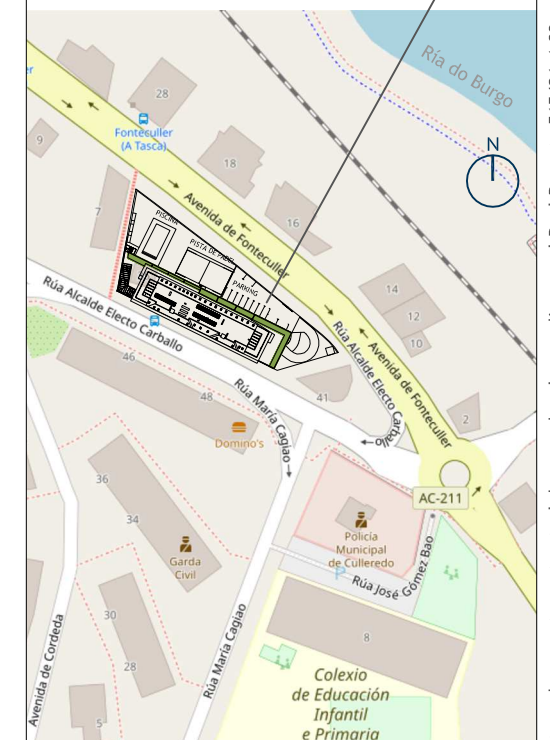 Ría do Burgo
N
er
28
Fonteculler
(A Tasca)
9
18
7
16
Avenida de Fonteculler
PISCINA
PISTA DE PADEL
PARKING
14
12
10
Rúa Alcalde Electo Carballo
Rúa Alcalde Electo Carballo
Avenida de Fonteculler
46
48
41
Rúa María Cagiao
Domino's
2
AC-211
36
34
Garda
Civil
Policía
Municipal
de Culleredo
P
Rúa José Gómez Bao
30
28
8
Avenida de Cordeda
Rúa María Cagiao
5
Colexio
de Educación
Infantil
e Primaria